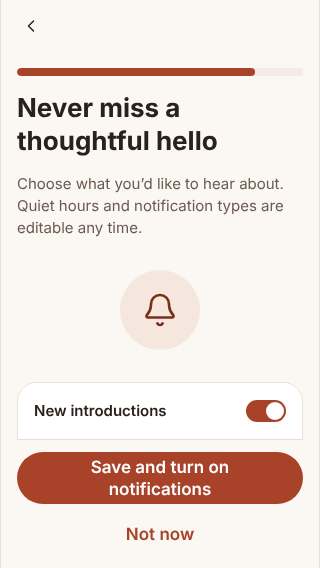 Never miss a
thoughtful hello
Choose what you’d like to hear about.
Quiet hours and notification types are
editable any time.
New introductions
Save and turn on
notifications
Not now